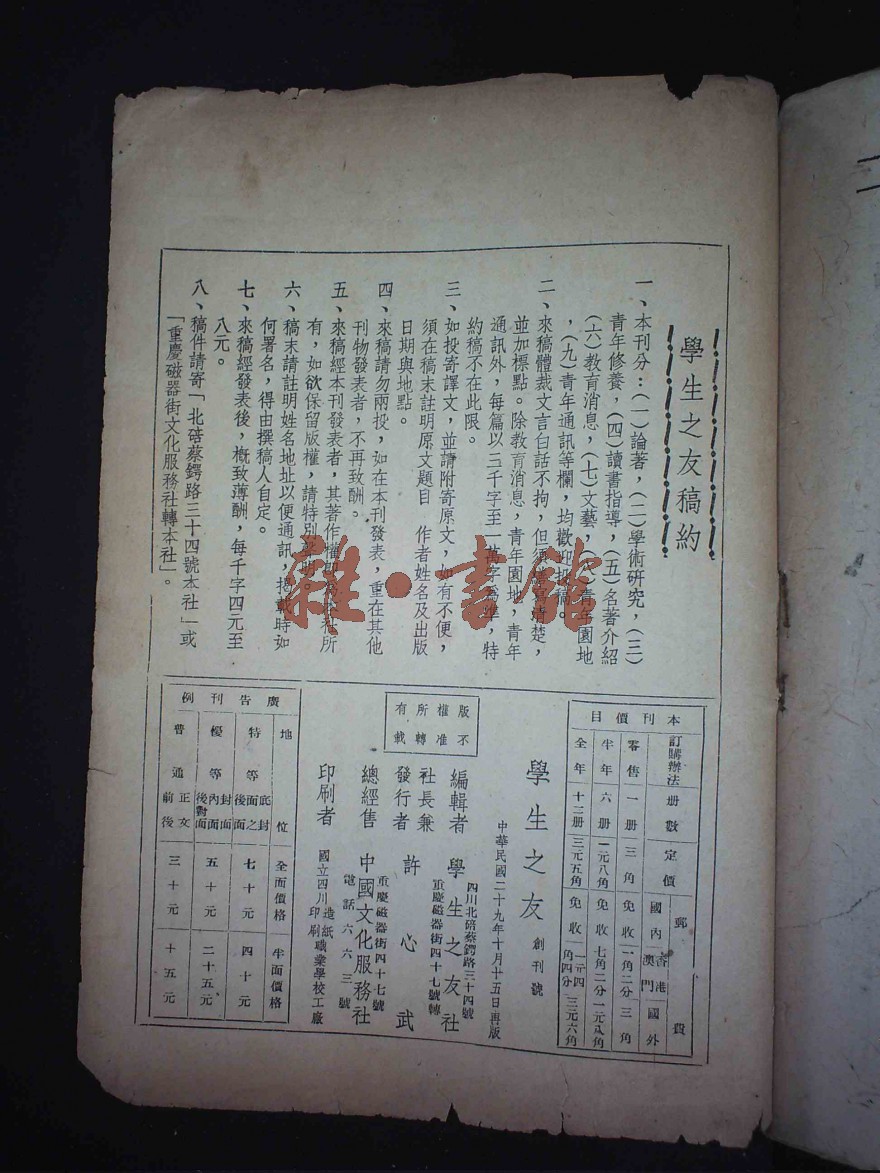 學生之友稿約
一、本刊分：(一)論著，(二)學術研究，(三)
青年修養，(四)讀書指導，(五)名著介紹
(六)教育消息，(七)文藝，(八)青年園地
，(九)青年通訊等欄，均歡迎投稿。
二、來稿體裁文言白話不拘，但須繕寫清楚，
並加標點。除教育消息，青年園地，青年
通訊外，每篇以三千字至一萬字為準，特
約稿不在此限。
三、如投寄譯文，並請附寄原文，如有不便，
須在稿末註明原文題目 作者姓名及出版
日期與地點。
四、來稿請勿兩投，如在本刊發表，重在其他
刊物發表者，不再致酬。
五、來稿經本刊發表者，其著作權即為本社所
有，如欲保留版權，請特別聲明。
六、稿末請註明姓名地址以便通訊，揭載時如
何署名，得由撰稿人自定。
七、來稿經發表後，概致薄酬，每千字四元至
八元。
八、稿件請寄「北碚蔡鍔路三十四號本社」或
「重慶磁器街文化服務社轉本社」。
雜·書館
本刊價目
訂購辦法 冊數 定價 郵費 國內 香港澳門 國外
零售 一冊 三角 免收 一角二分 三角
半年 六冊 一元八角 免收 七角二分 一元八角
全年 十二冊 三元五角 免收 一元四角四分 三元六角
學生之友 創刊號
中華民國二十九年十月十五日再版
版權所有
不准轉載
編輯者 學生之友社
四川北碚蔡鍔路三十四號
重慶磁器街四十七號轉
社長兼
發行者 許心武
總經售 中國文化服務社
重慶磁器街四十七號
電話六六三號
印刷者 國立四川造紙印刷職業學校工廠
廣告刊例
地位 全面價格 半面價格
特等 底封面之後面 七十元 四十元
優等 封面內面後對面 五十元 二十五元
普通 正文前後 三十元 十五元